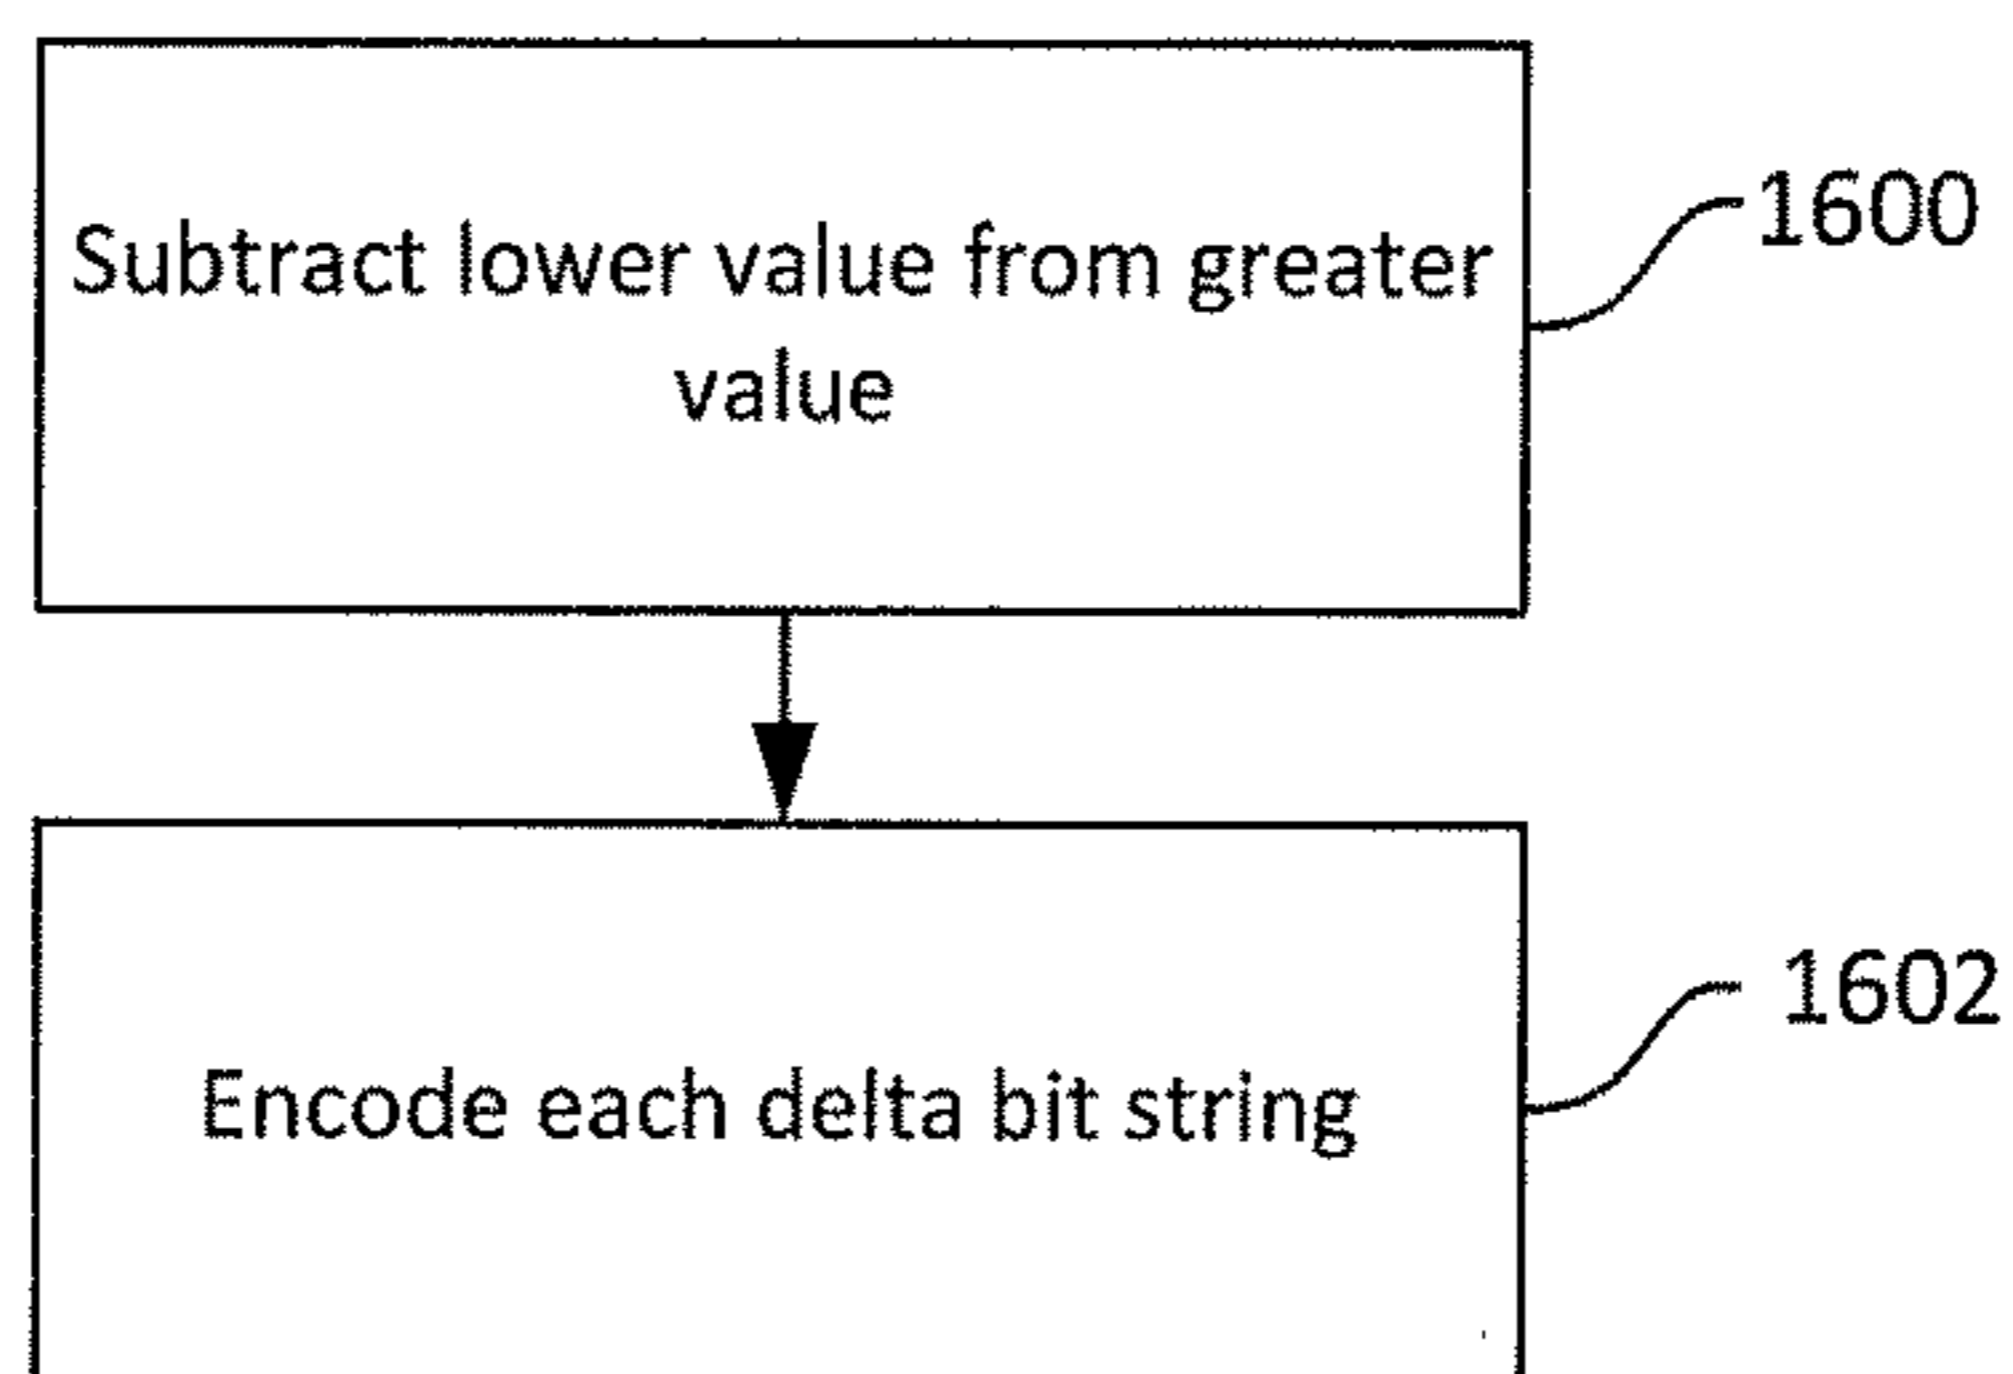 Subtract lower value from greater
value
1600
Encode each delta bit string
1602